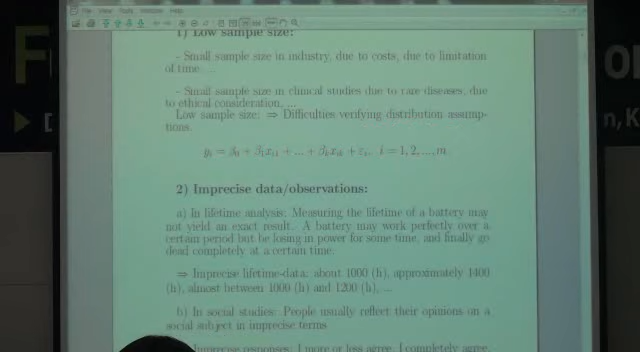 File Edit View
1) Low sample size:
- Small sample size in industry, due to costs, due to limitation
of time. ...
- Small sample size in clinical studies due to rare diseases, due
to ethical consideration, ...
Low sample size: ⇒ Difficulties verifying distribution assump-
tions.
yᵢ = β₀ + β₁xᵢ₁ + ... + βₖxᵢₖ + εᵢ, i = 1, 2, ..., m
2) Imprecise data/observations:
a) In lifetime analysis: Measuring the lifetime of a battery may
not yield an exact result. A battery may work perfectly over a
certain period but be losing in power for some time, and finally go
dead completely at a certain time.
⇒ Imprecise lifetime-data: about 1000 (h), approximately 1400
(h), almost between 1000 (h) and 1200 (h), ...
b) In social studies: People usually reflect their opinions on a
social subject in imprecise terms
Imprecise responses: I more or less agree, I completely agree,
n, K